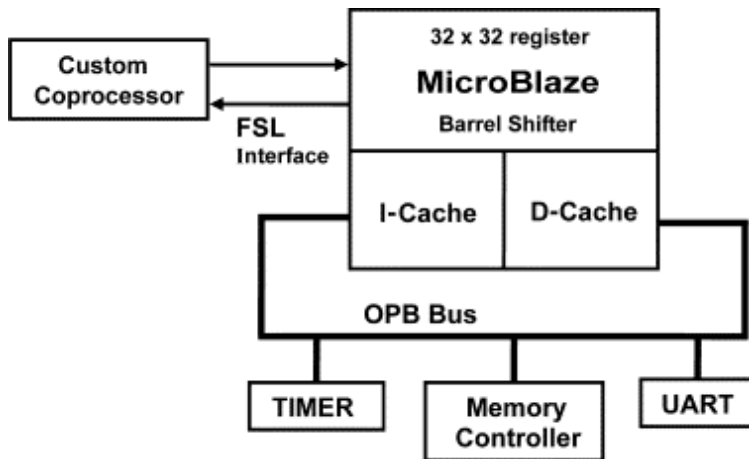 32 x 32 register
MicroBlaze
Barrel Shifter
Custom
Coprocessor
FSL
Interface
I-Cache
D-Cache
OPB Bus
TIMER
Memory
Controller
UART